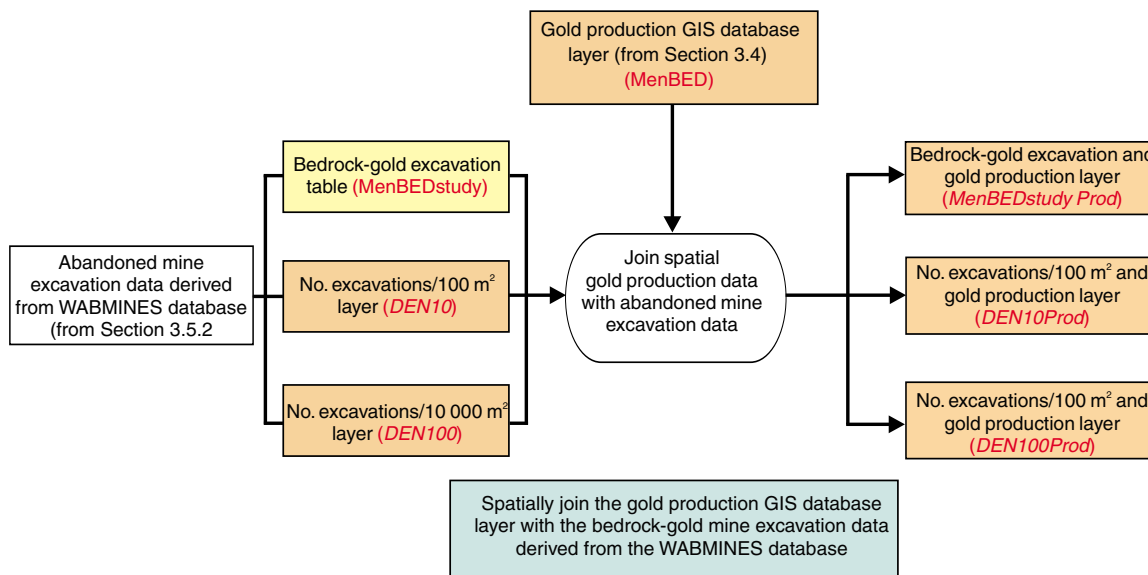 Gold production GIS database
layer (from Section 3.4)
(MenBED)
Bedrock-gold excavation
table (MenBEDstudy)
Bedrock-gold excavation and
gold production layer
(MenBEDstudy Prod)
Abandoned mine
excavation data derived
from WABMINES database
(from Section 3.5.2
No. excavations/100 m²
layer (DEN10)
Join spatial
gold production data
with abandoned mine
excavation data
No. excavations/100 m² and
gold production layer
(DEN10Prod)
No. excavations/10 000 m²
layer (DEN100)
No. excavations/100 m² and
gold production layer
(DEN100Prod)
Spatially join the gold production GIS database
layer with the bedrock-gold mine excavation data
derived from the WABMINES database